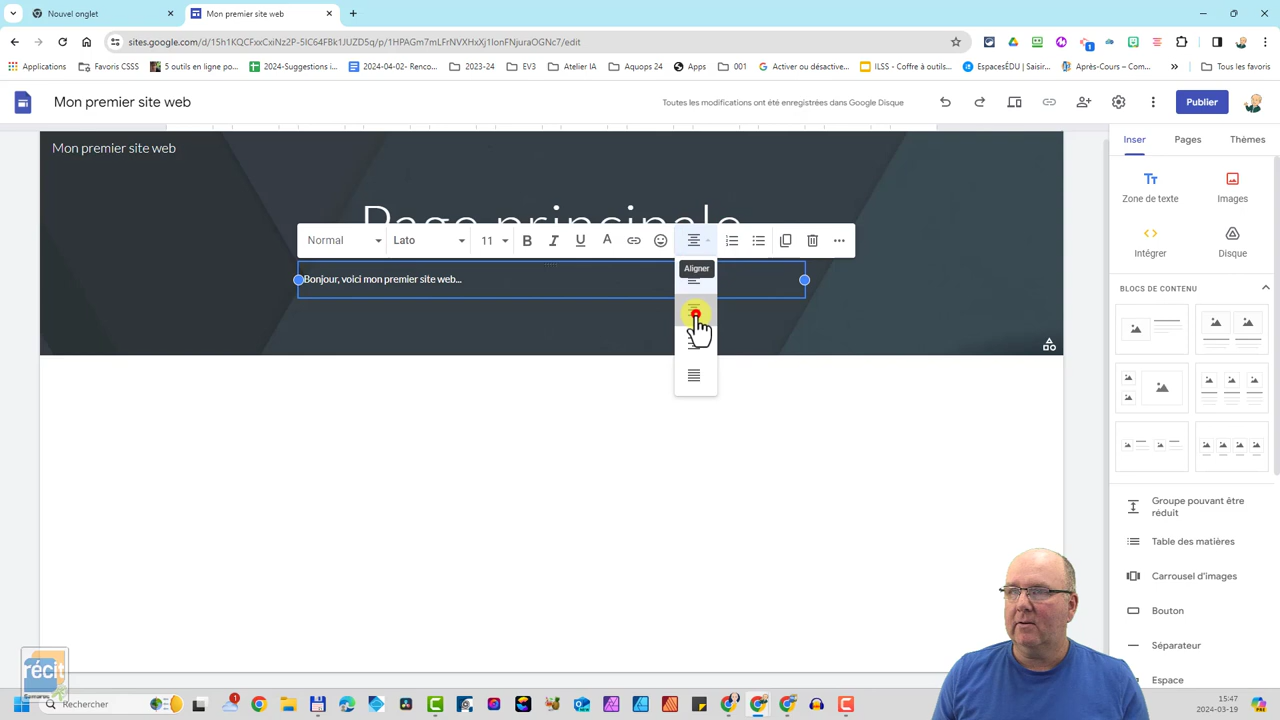 Nouvel onglet
Mon premier site web
sites.google.com/d/15h1KQCFxxCxiNz2P-5IC64FBk1JUZD5q/p/1HPAGm7mLFrNVXHxXj1IonFNjuraOGNc7/edit
Applications
Favoris CSSS
5 outils en ligne po...
2024-Suggestions i...
2024-04-02- Renco...
2023-24
EV3
Atelier IA
Aquops 24
Apps
001
Activer ou désactive...
ILSS - Coffre à outils...
EspacesÉDU | Saisir...
Après-Cours – Com...
Tous les favoris
Mon premier site web
Toutes les modifications ont été enregistrées dans Google Disque
Publier
Mon premier site web
Page principale
Normal
Lato
11
Aligner
Bonjour, voici mon premier site web...
Inser
Pages
Thèmes
Zone de texte
Images
Intégrer
Disque
BLOCS DE CONTENU
Groupe pouvant être
réduit
Table des matières
Carrousel d'images
Bouton
Séparateur
Espace
récit
Rechercher
15:47
2024-03-19